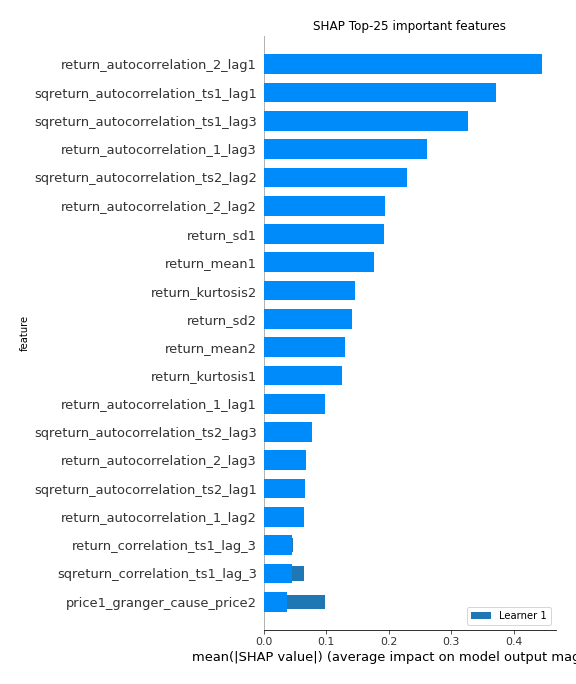 SHAP Top-25 important features
return_autocorrelation_2_lag1
sqreturn_autocorrelation_ts1_lag1
sqreturn_autocorrelation_ts1_lag3
return_autocorrelation_1_lag3
sqreturn_autocorrelation_ts2_lag2
return_autocorrelation_2_lag2
return_sd1
return_mean1
return_kurtosis2
return_sd2
return_mean2
return_kurtosis1
return_autocorrelation_1_lag1
sqreturn_autocorrelation_ts2_lag3
return_autocorrelation_2_lag3
sqreturn_autocorrelation_ts2_lag1
return_autocorrelation_1_lag2
return_correlation_ts1_lag_3
sqreturn_correlation_ts1_lag_3
price1_granger_cause_price2
feature
Learner 1
0.0 0.1 0.2 0.3 0.4
mean(|SHAP value|) (average impact on model output mag